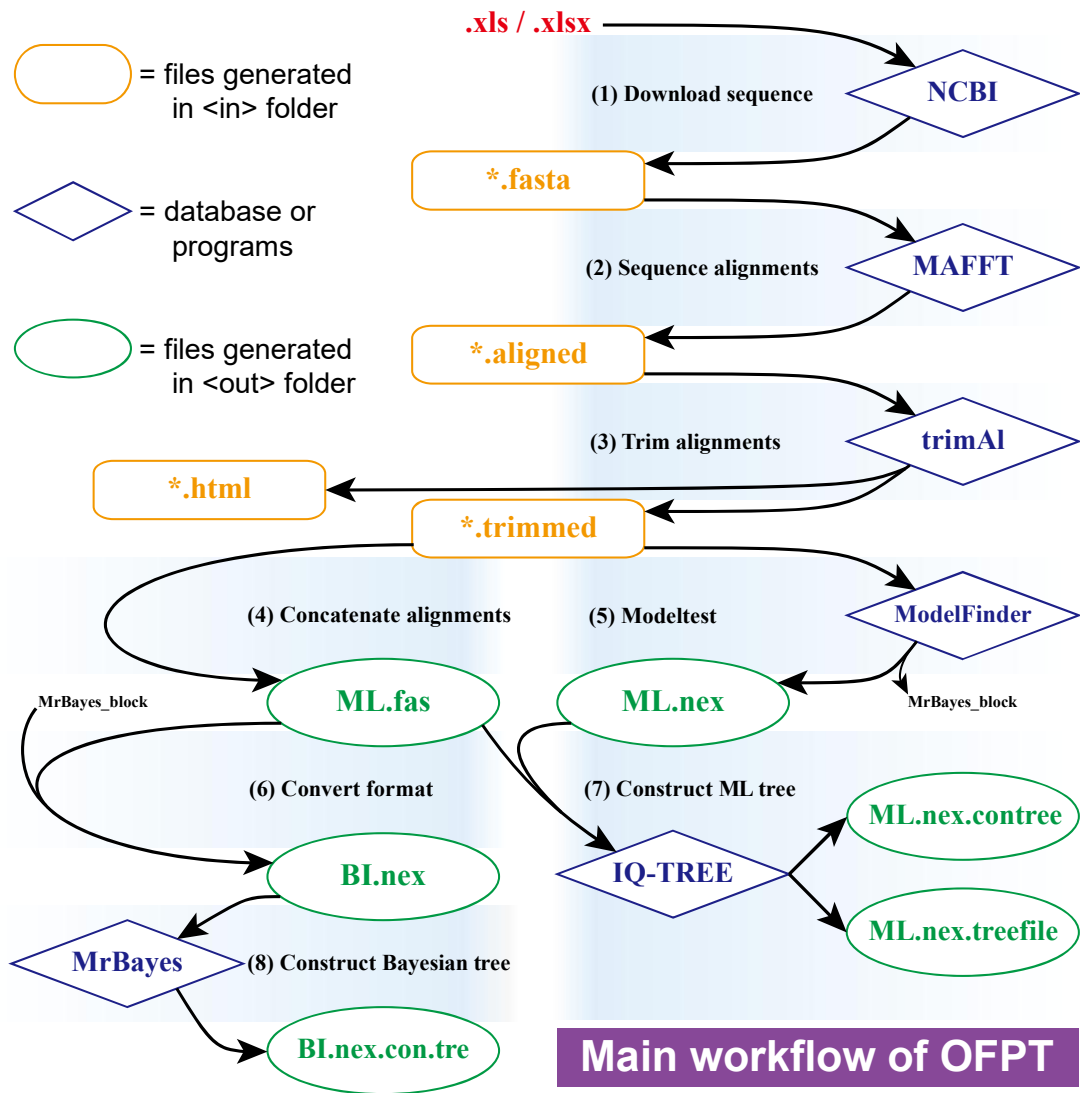 .xls / .xlsx
= files generated
in <in> folder
(1) Download sequence
NCBI
*.fasta
= database or
programs
(2) Sequence alignments
MAFFT
= files generated
in <out> folder
*.aligned
(3) Trim alignments
trimAl
*.html
*.trimmed
(4) Concatenate alignments
(5) Modeltest
ModelFinder
MrBayes_block
ML.fas
ML.nex
MrBayes_block
(6) Convert format
(7) Construct ML tree
ML.nex.contree
BI.nex
IQ-TREE
ML.nex.treefile
MrBayes
(8) Construct Bayesian tree
BI.nex.con.tre
Main workflow of OFPT